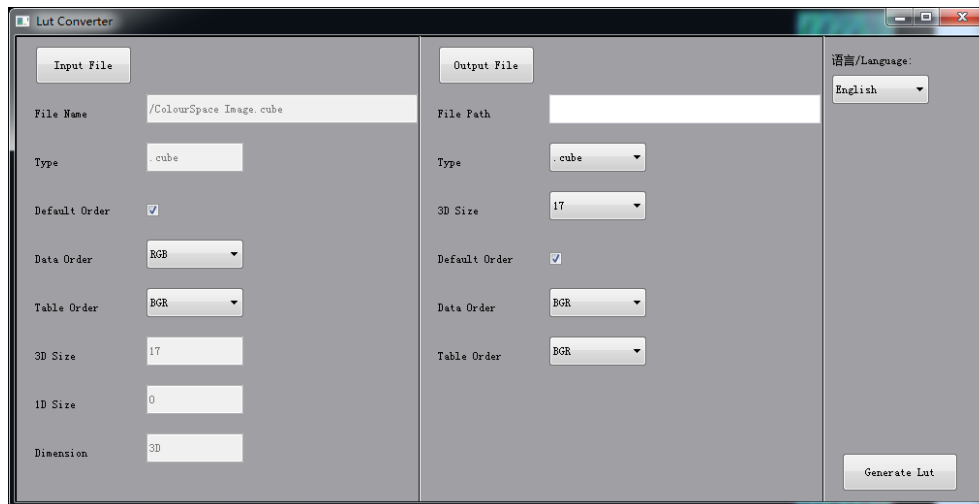 Lut Converter
Input File
File Name
/ColourSpace Image.cube
Type
.cube
Default Order
Data Order
RGB
Table Order
BGR
3D Size
17
1D Size
0
Dimension
3D
Output File
File Path
Type
.cube
3D Size
17
Default Order
Data Order
BGR
Table Order
BGR
语言/Language:
English
Generate Lut